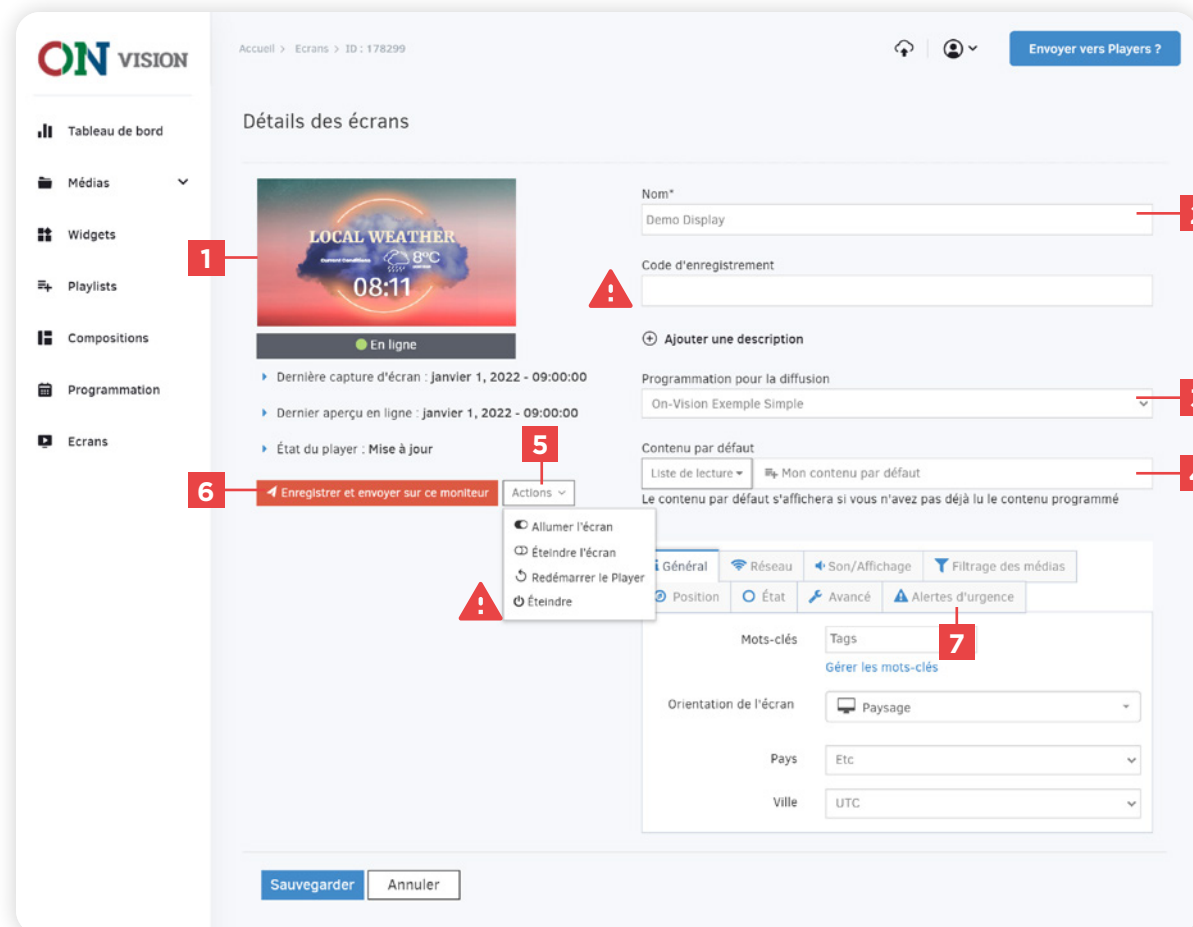 ON VISION
Accueil > Ecrans > ID : 178299
Envoyer vers Players ?
Tableau de bord
Médias
Widgets
Playlists
Compositions
Programmation
Ecrans
Détails des écrans
1
LOCAL WEATHER
Current Conditions
8°C
08:11
En ligne
Dernière capture d'écran : janvier 1, 2022 - 09:00:00
Dernier aperçu en ligne : janvier 1, 2022 - 09:00:00
État du player : Mise à jour
5
6
Enregistrer et envoyer sur ce moniteur
Actions
Allumer l'écran
Éteindre l'écran
Redémarrer le Player
Éteindre
Nom*
Demo Display
Code d'enregistrement
Ajouter une description
Programmation pour la diffusion
On-Vision Exemple Simple
Contenu par défaut
Liste de lecture
Mon contenu par défaut
Le contenu par défaut s'affichera si vous n'avez pas déjà lu le contenu programmé
Général
Réseau
Son/Affichage
Filtrage des médias
Position
État
Avancé
Alertes d'urgence
7
Mots-clés
Tags
Gérer les mots-clés
Orientation de l'écran
Paysage
Pays
Etc
Ville
UTC
Sauvegarder
Annuler